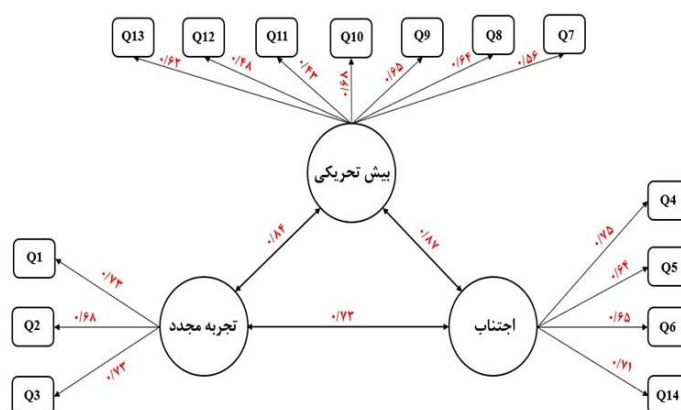 Q13 Q12 Q11 Q10 Q9 Q8 Q7
۰/۶۲ ۰/۴۸ ۰/۴۳ ۰/۶۸ ۰/۶۵ ۰/۶۴ ۰/۵۶
بیش تحریکی
Q4
۰/۷۵
۰/۸۴ ۰/۸۷
Q1
Q5
۰/۷۳
۰/۶۴
Q2
۰/۶۸
تجربه مجدد
۰/۷۳
اجتناب
۰/۶۵
Q6
۰/۷۳
۰/۷۱
Q3
Q14